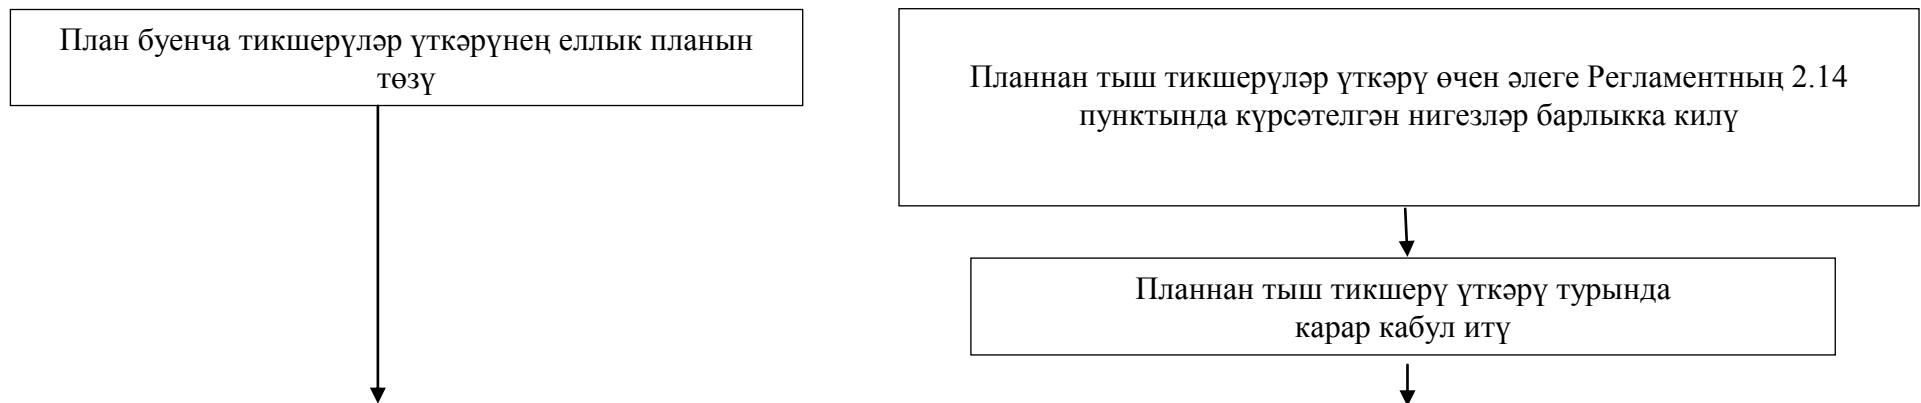 План буенча тикшерүләр үткәрүнең еллык планын
төзү
Планнан тыш тикшерүләр үткәрү өчен әлеге Регламентның 2.14
пунктында күрсәтелгән нигезләр барлыкка килү
Планнан тыш тикшерү үткәрү турында
карар кабул итү